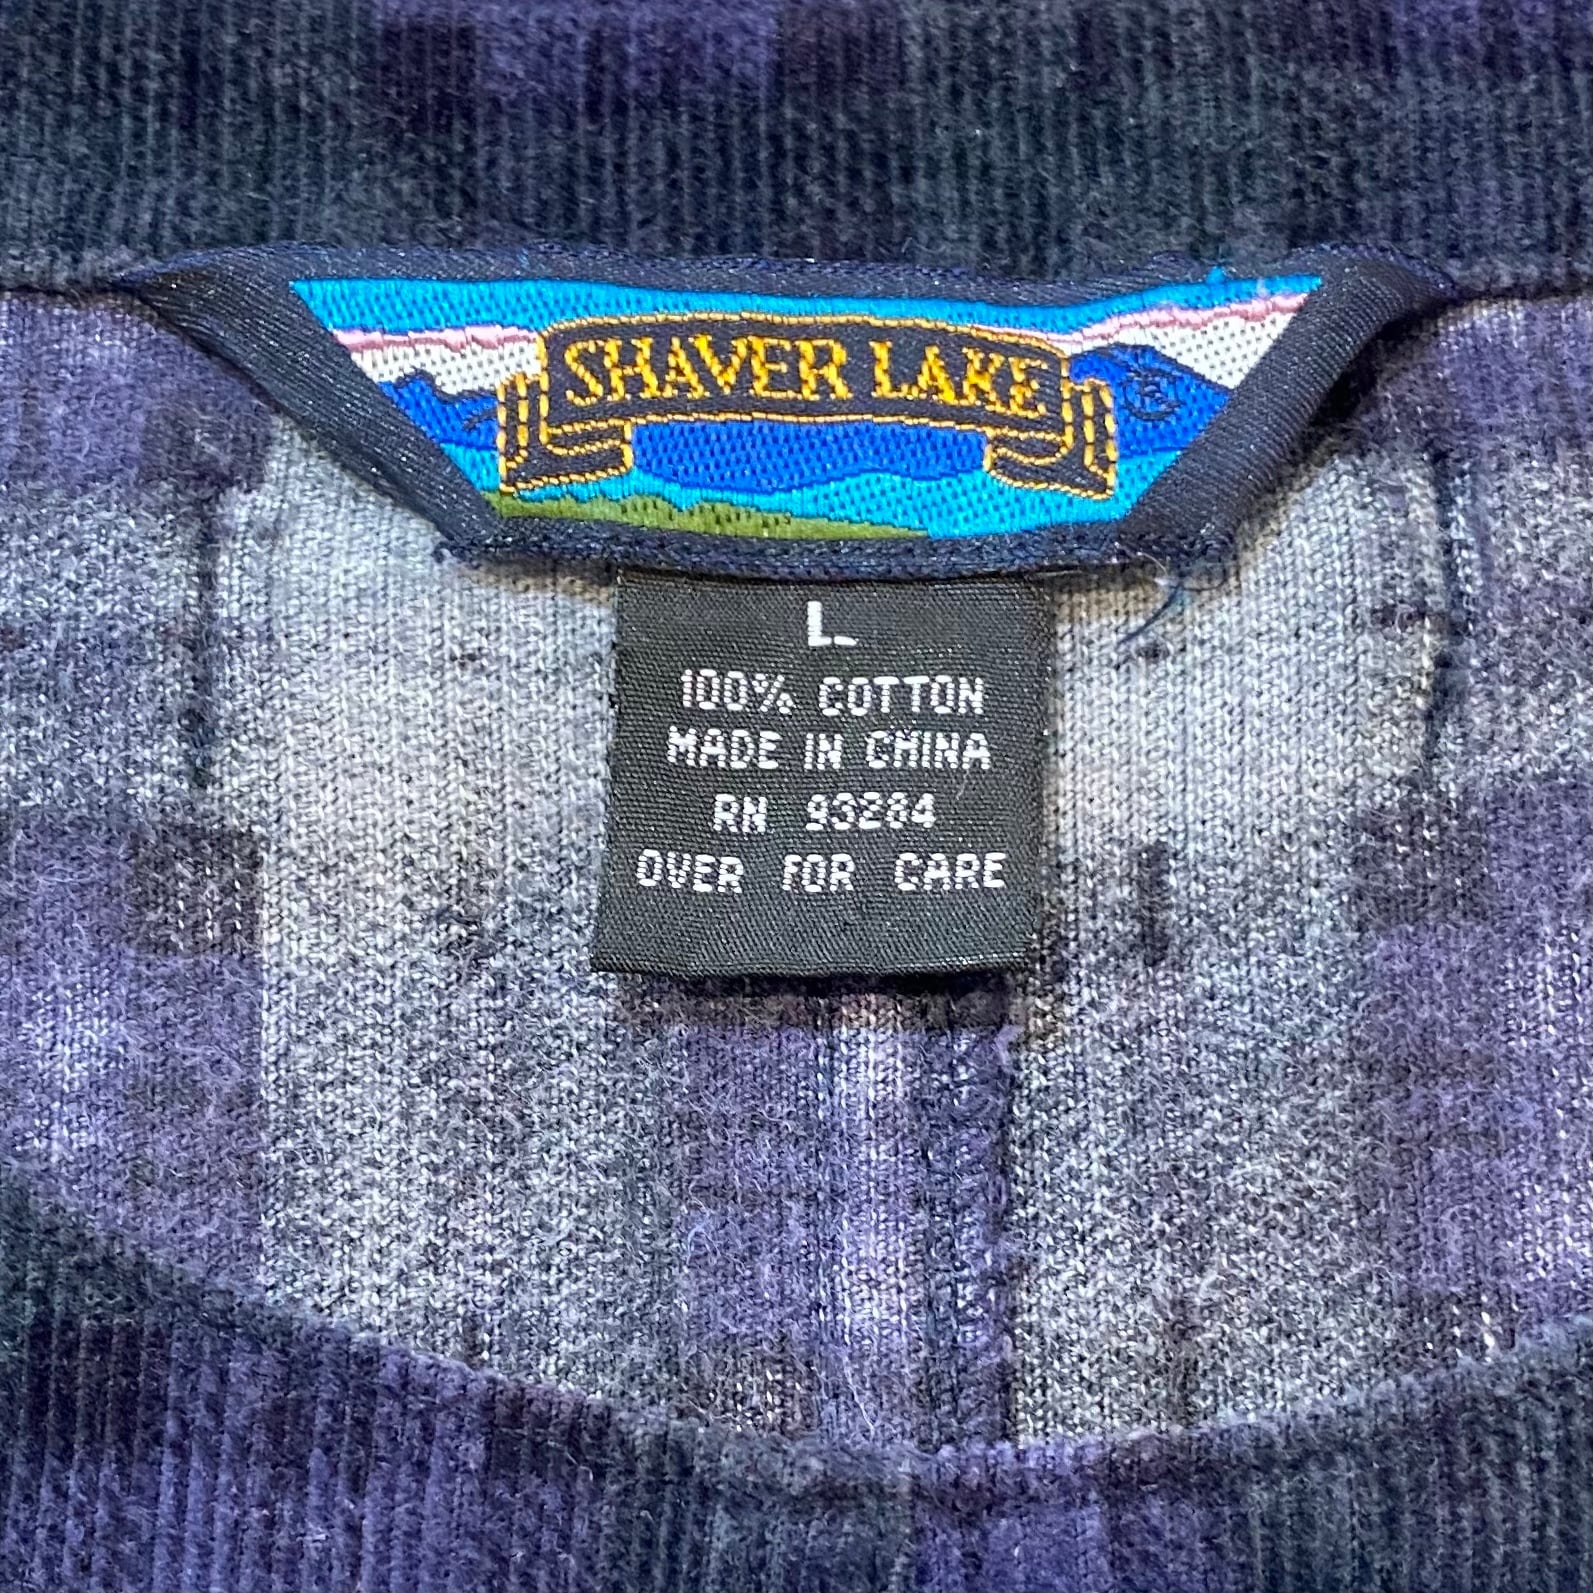 SHAVER LAKE
L
100% COTTON
MADE IN CHINA
RN 93284
OVER FOR CARE